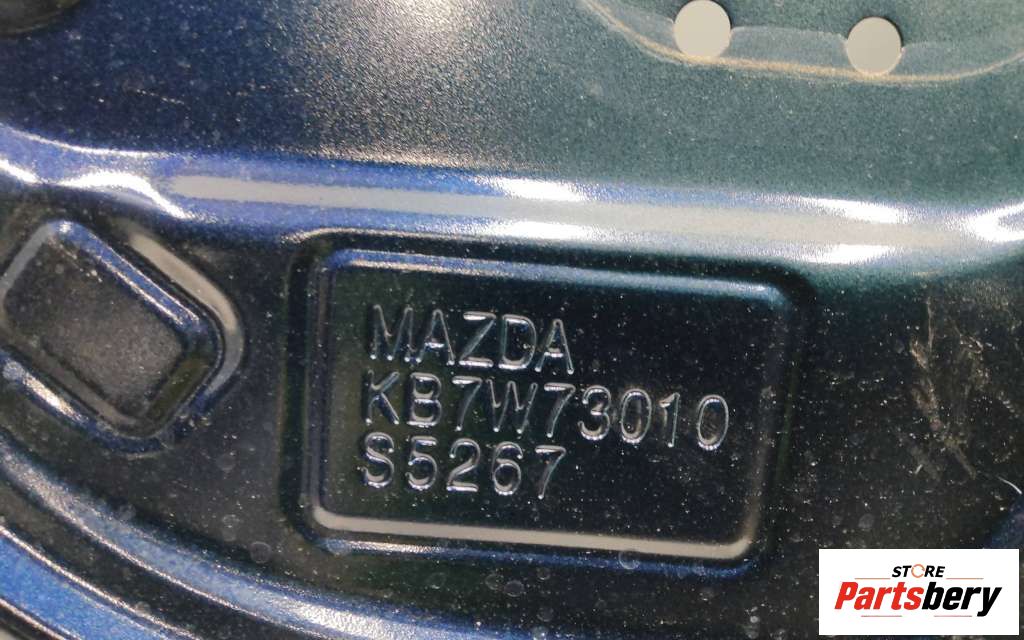 MAZDA
KB7W73010
S5267
STORE
Partsbery